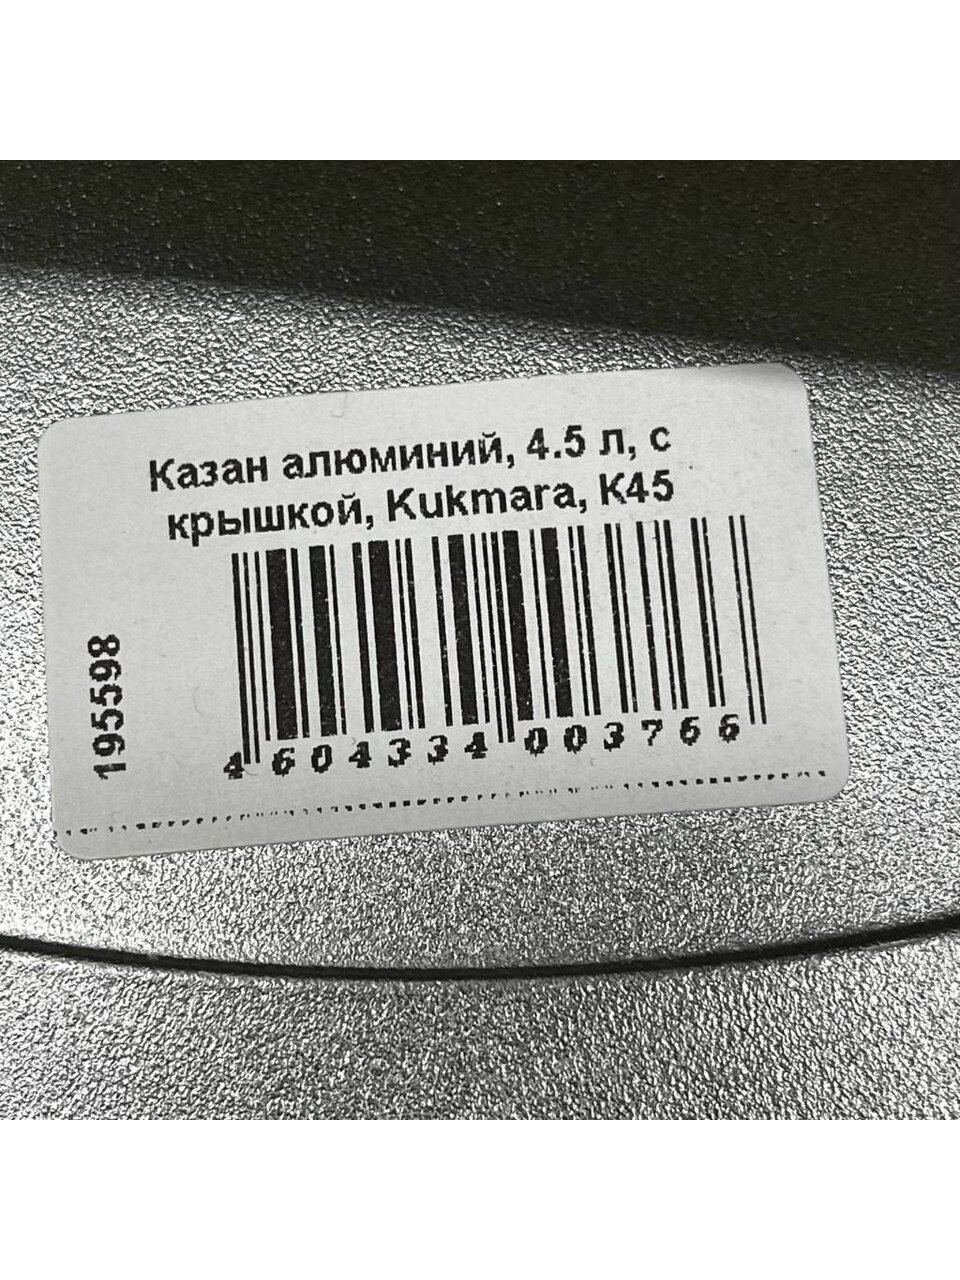 Казан алюминий, 4.5 л, с
крышкой, Kukmara, К45
195598
4 604334 003766